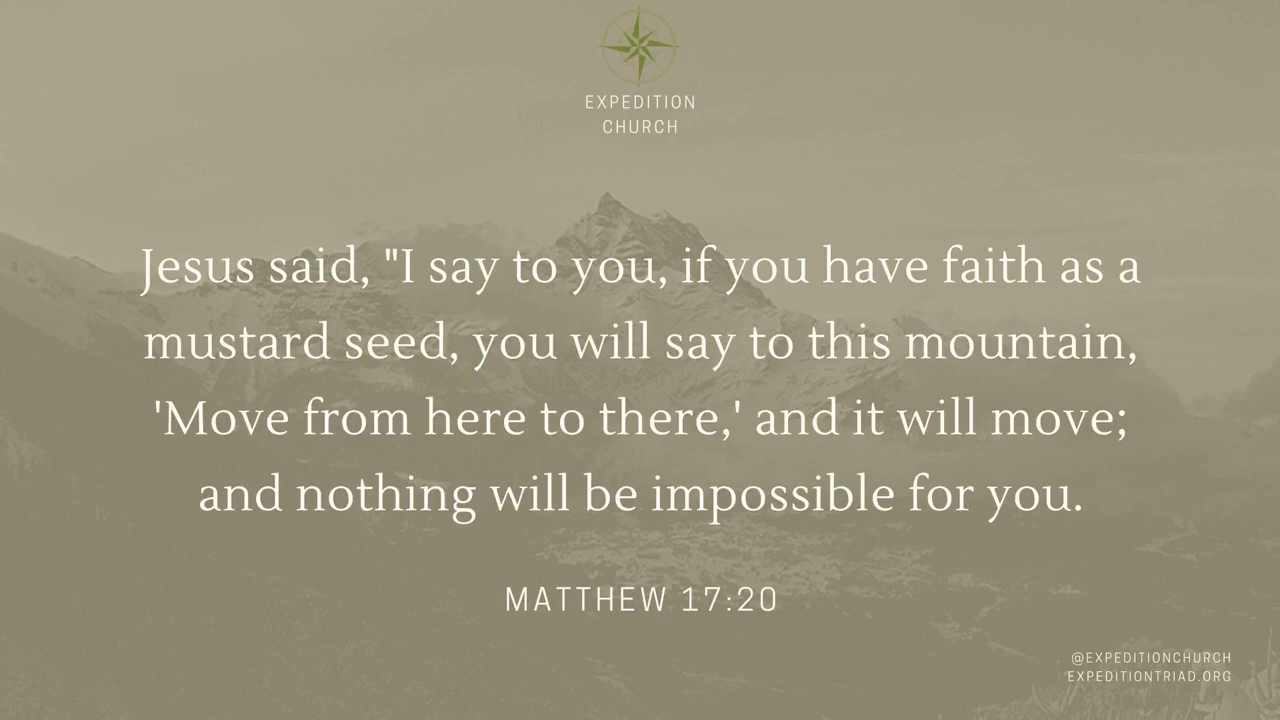 EXPEDITION
CHURCH
Jesus said, "I say to you, if you have faith as a
mustard seed, you will say to this mountain,
'Move from here to there,' and it will move;
and nothing will be impossible for you.
MATTHEW 17:20
@EXPEDITIONCHURCH
EXPEDITIONTRIAD.ORG